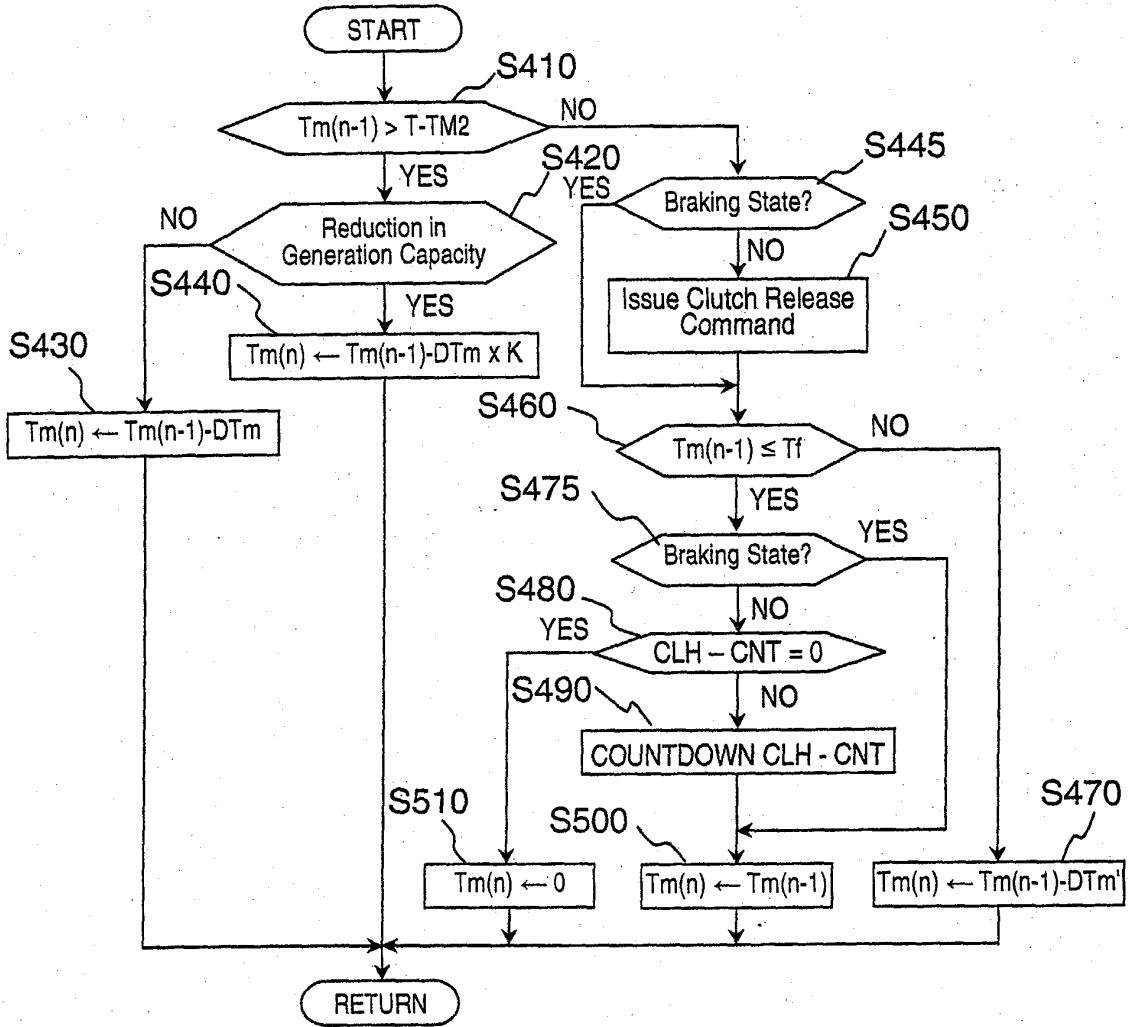 START
S410
Tm(n-1) > T-TM2
NO
YES
S420
S445
YES
Braking State?
NO
Reduction in
Generation Capacity
NO
S450
S440
YES
Issue Clutch Release
Command
S430
Tm(n) ← Tm(n-1)-DTm x K
Tm(n) ← Tm(n-1)-DTm
S460
Tm(n-1) ≤ Tf
NO
YES
S475
Braking State?
YES
S480
NO
YES
CLH – CNT = 0
S490
NO
COUNTDOWN CLH - CNT
S510
S500
S470
Tm(n) ← 0
Tm(n) ← Tm(n-1)
Tm(n) ← Tm(n-1)-DTm'
RETURN